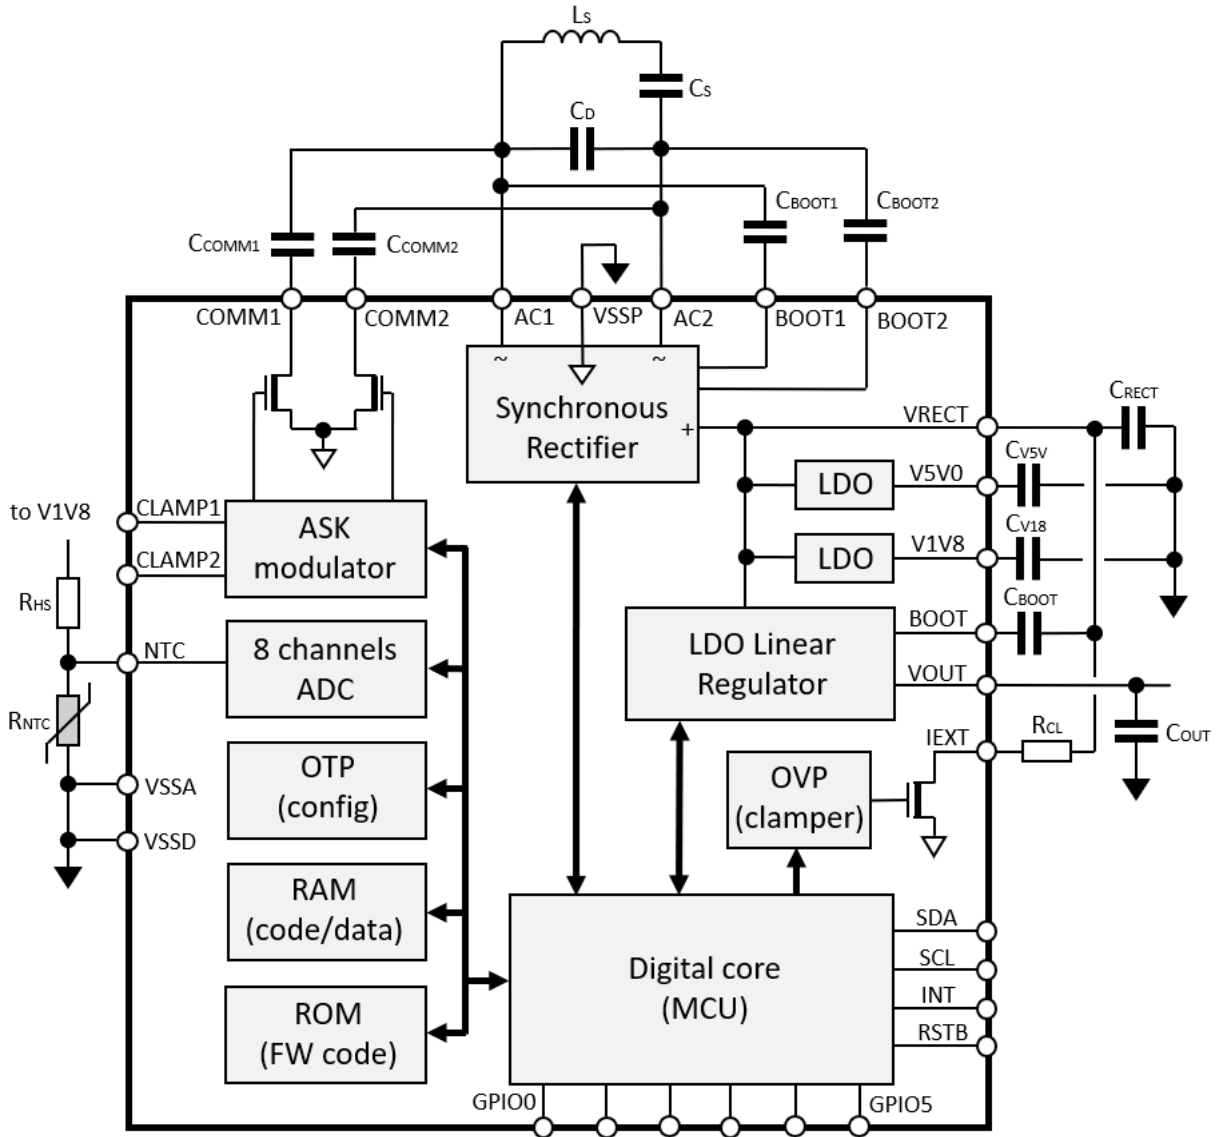 LS
CS
CD
CBOOT1
CBOOT2
CCOMM1
CCOMM2
COMM1
COMM2
AC1
VSSP
AC2
BOOT1
BOOT2
~
~
Synchronous
Rectifier
+
VRECT
CRECT
LDO
V5V0
CV5V
LDO
V1V8
CV18
to V1V8
CLAMP1
CLAMP2
ASK
modulator
RHS
NTC
8 channels
ADC
RNTC
VSSA
VSSD
LDO Linear
Regulator
BOOT
CBOOT
VOUT
COUT
IEXT
RCL
OVP
(clamper)
OTP
(config)
RAM
(code/data)
ROM
(FW code)
Digital core
(MCU)
SDA
SCL
INT
RSTB
GPIO0
GPIO5